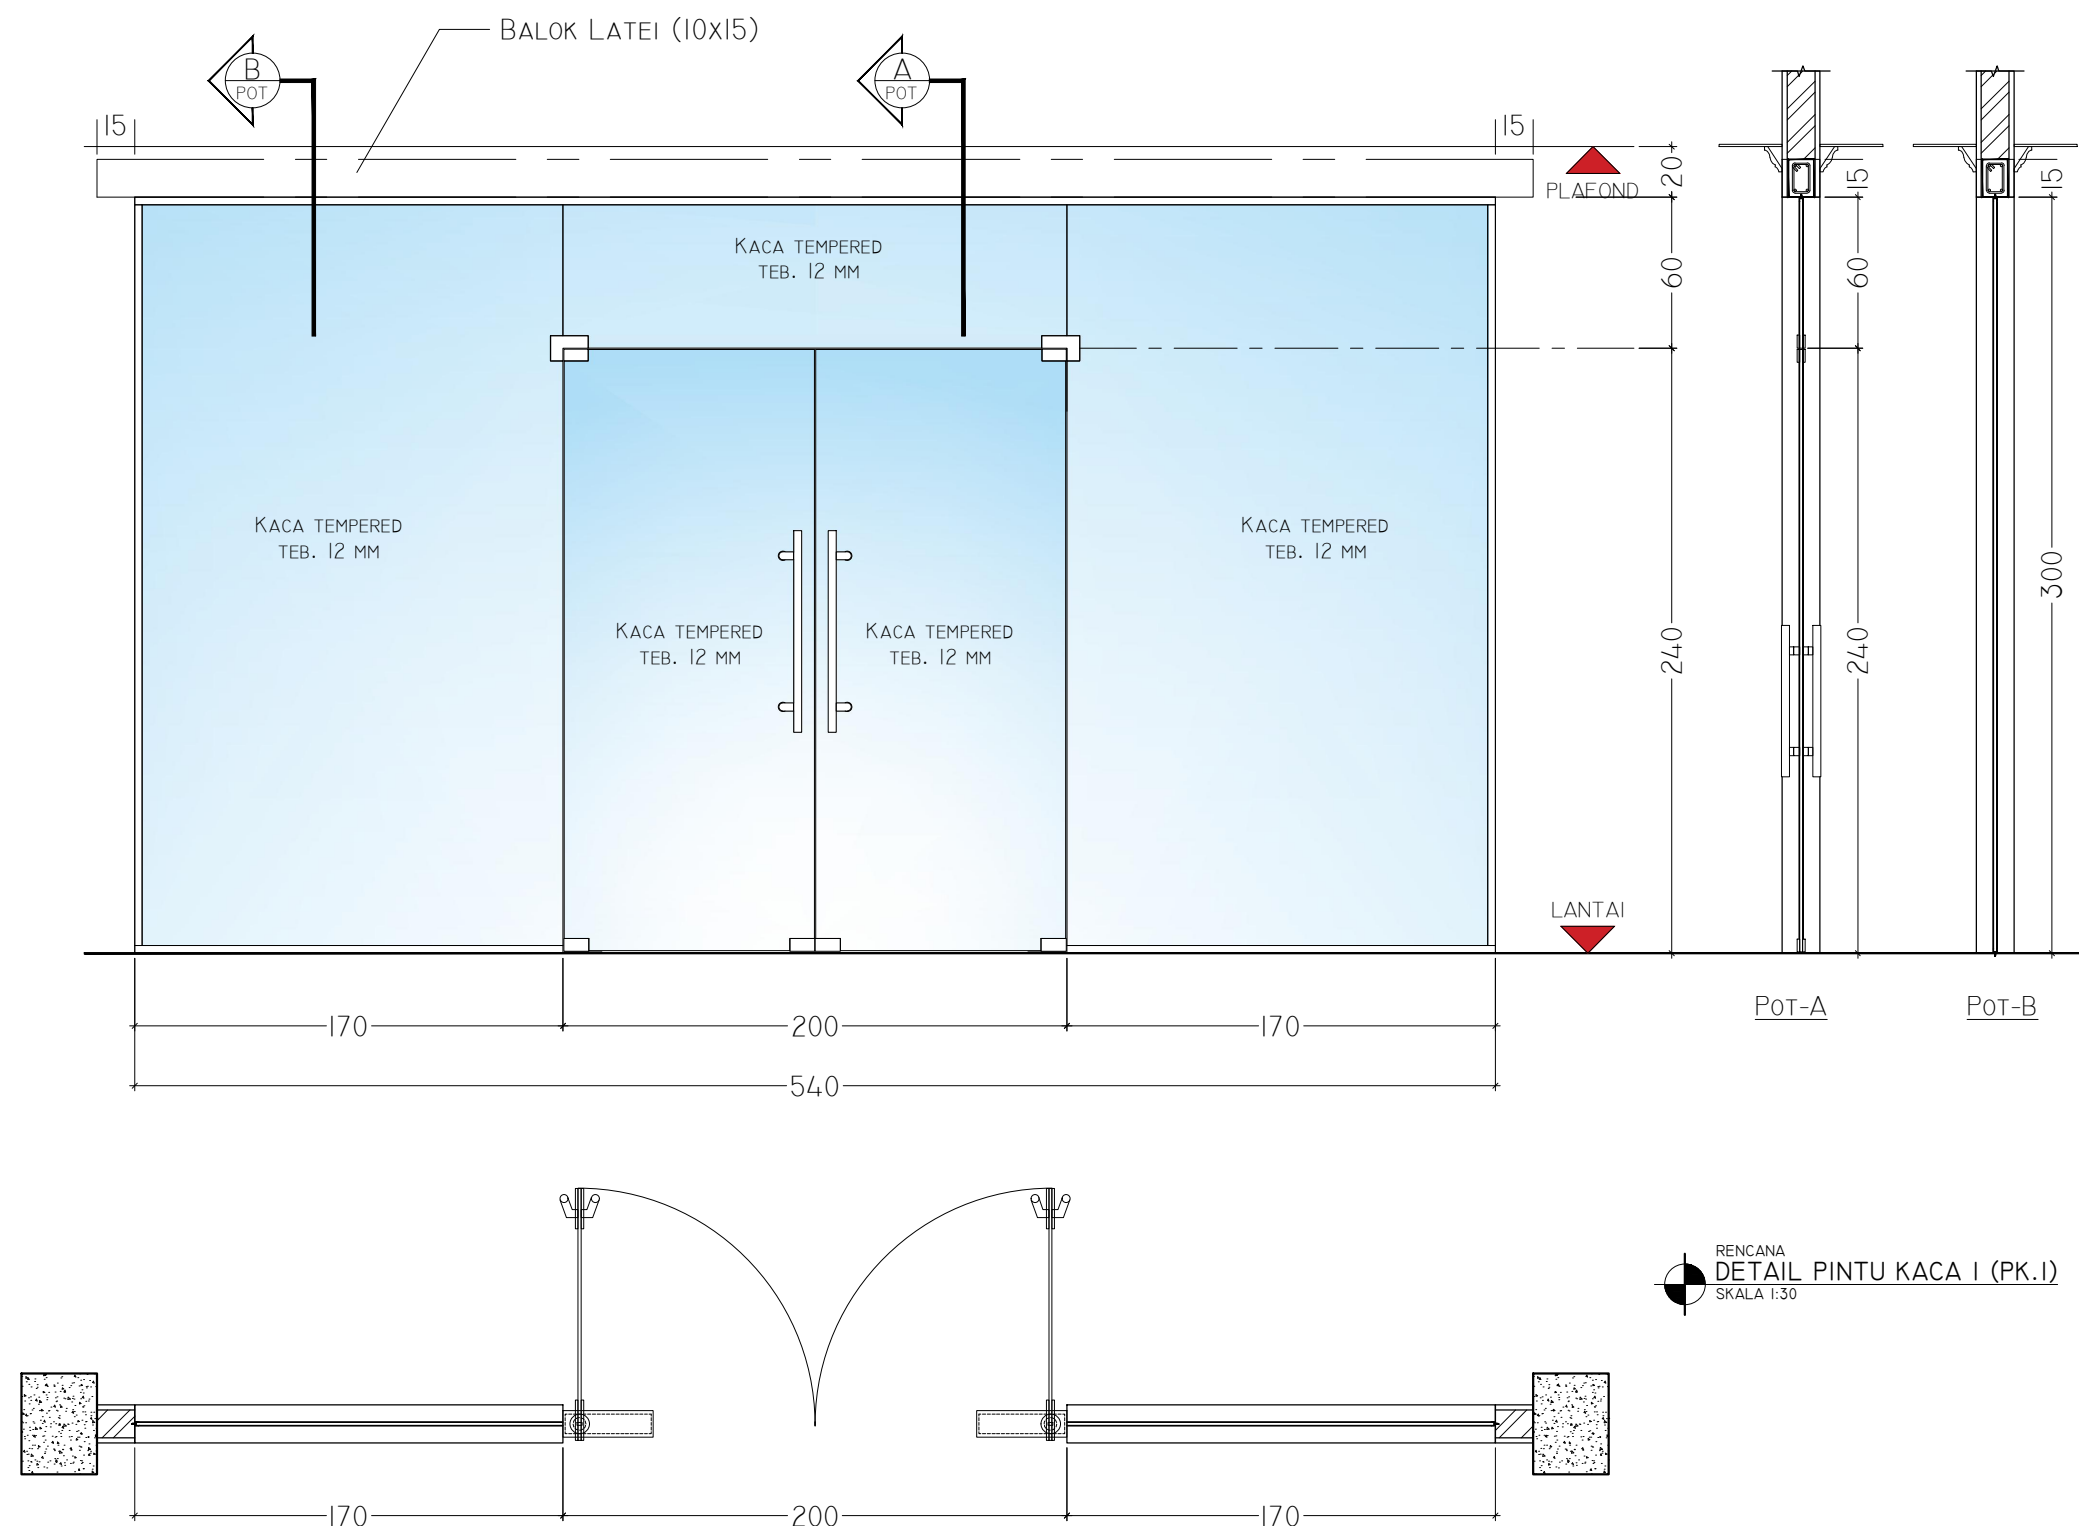 BALOK LATEI (10X15)
B
POT
A
POT
15
15
20
PLAFOND
15
15
KACA TEMPERED
TEB. 12 MM
60
60
KACA TEMPERED
TEB. 12 MM
KACA TEMPERED
TEB. 12 MM
300
KACA TEMPERED
TEB. 12 MM
KACA TEMPERED
TEB. 12 MM
240
240
LANTAI
POT-A
POT-B
170
200
170
540
RENCANA
DETAIL PINTU KACA 1 (PK.1)
SKALA 1:30
170
200
170